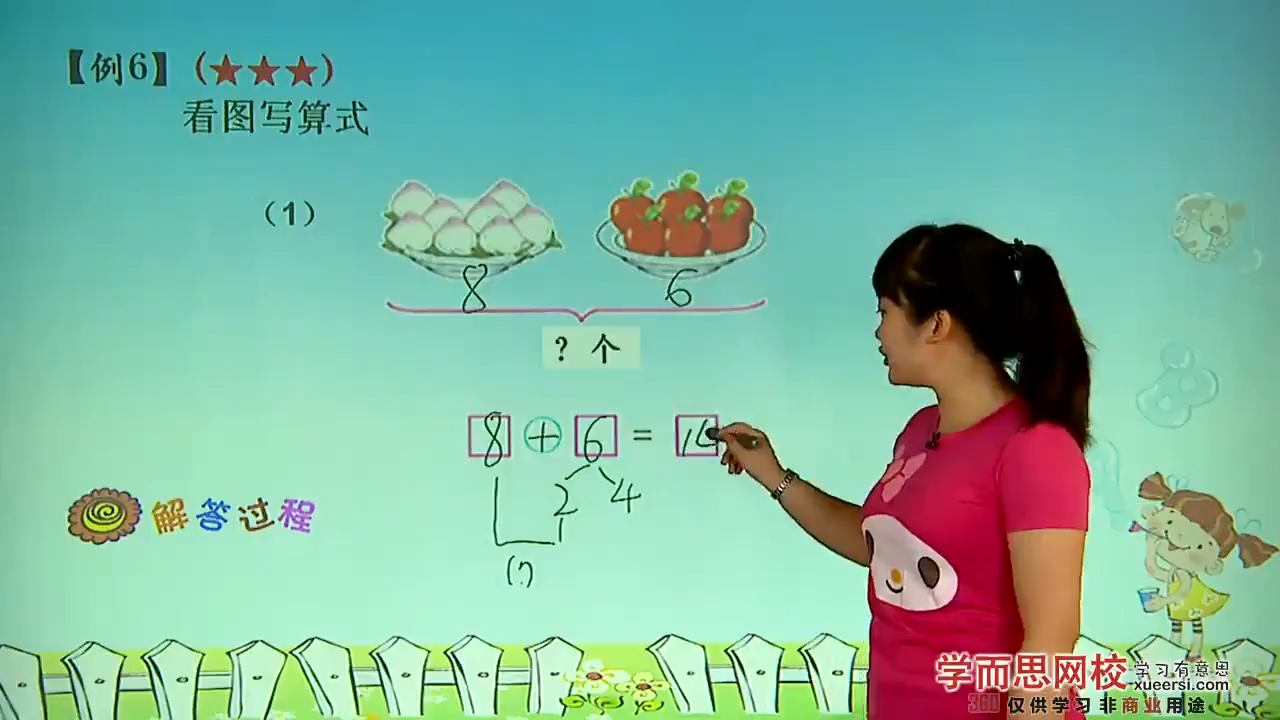 【例6】(★★★)
看图写算式
（1）
8 6
? 个
8 + 6 = 14
2 4
解答过程
学而思网校 学习有意思
xueersi.com
360 仅供学习 非商业用途